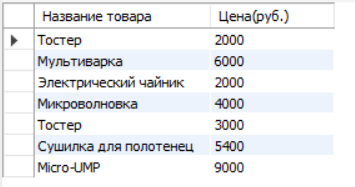 Название товара Цена(руб.)
Тостер 2000
Мультиварка 6000
Электрический чайник 2000
Микроволновка 4000
Тостер 3000
Сушилка для полотенец 5400
Micro-UMP 9000